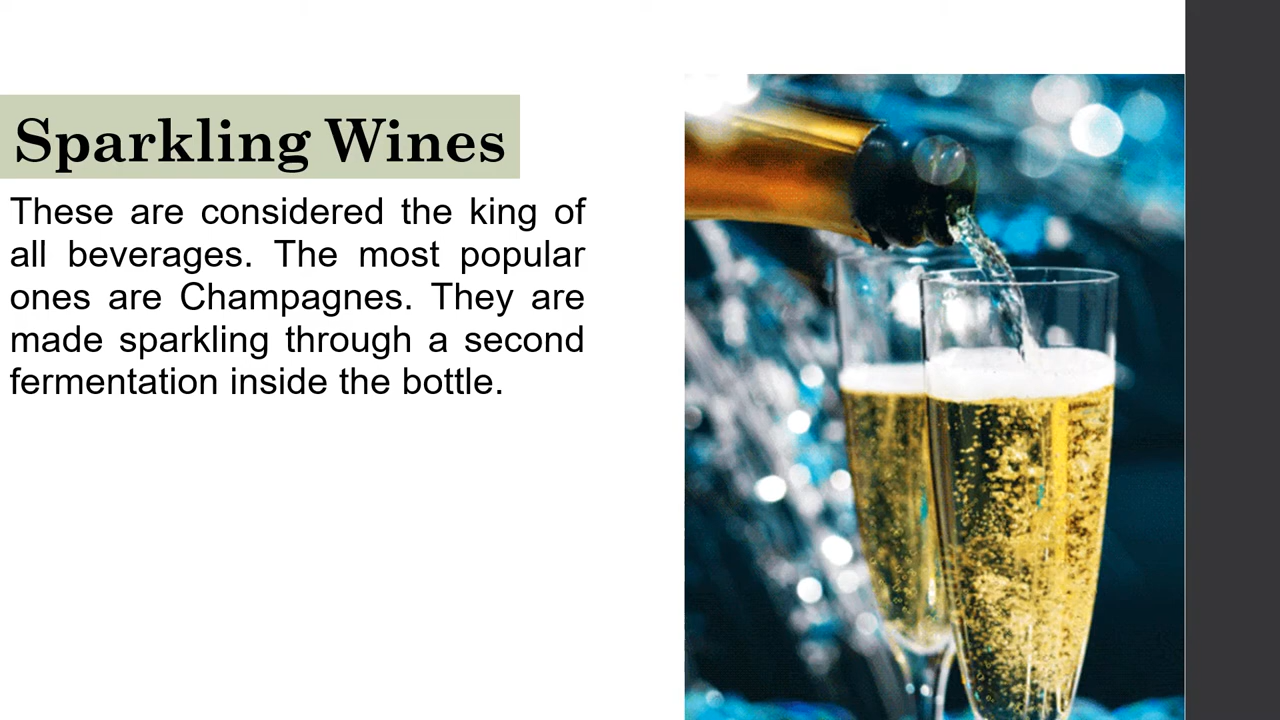 Sparkling Wines
These are considered the king of
all beverages. The most popular
ones are Champagnes. They are
made sparkling through a second
fermentation inside the bottle.